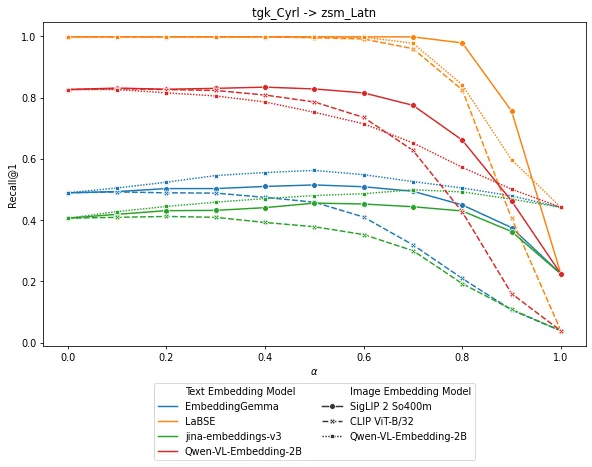 tgk_Cyrl -> zsm_Latn
Recall@1
1.0
0.8
0.6
0.4
0.2
0.0
0.0 0.2 0.4 0.6 0.8 1.0
α
Text Embedding Model Image Embedding Model
EmbeddingGemma SigLIP 2 So400m
LaBSE CLIP ViT-B/32
jina-embeddings-v3 Qwen-VL-Embedding-2B
Qwen-VL-Embedding-2B